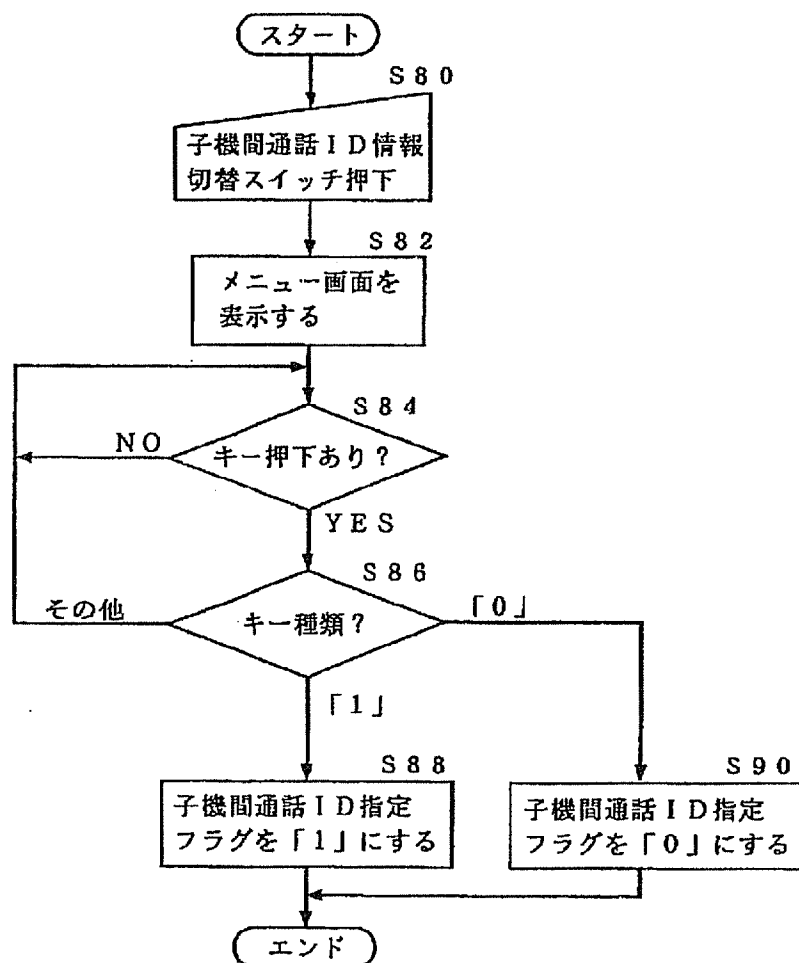 スタート
S80
子機間通話ID情報
切替スイッチ押下
S82
メニュー画面を
表示する
S84
NO
キー押下あり?
YES
S86
その他
キー種類?
「0」
「1」
S88
S90
子機間通話ID指定
フラグを「1」にする
子機間通話ID指定
フラグを「0」にする
エンド